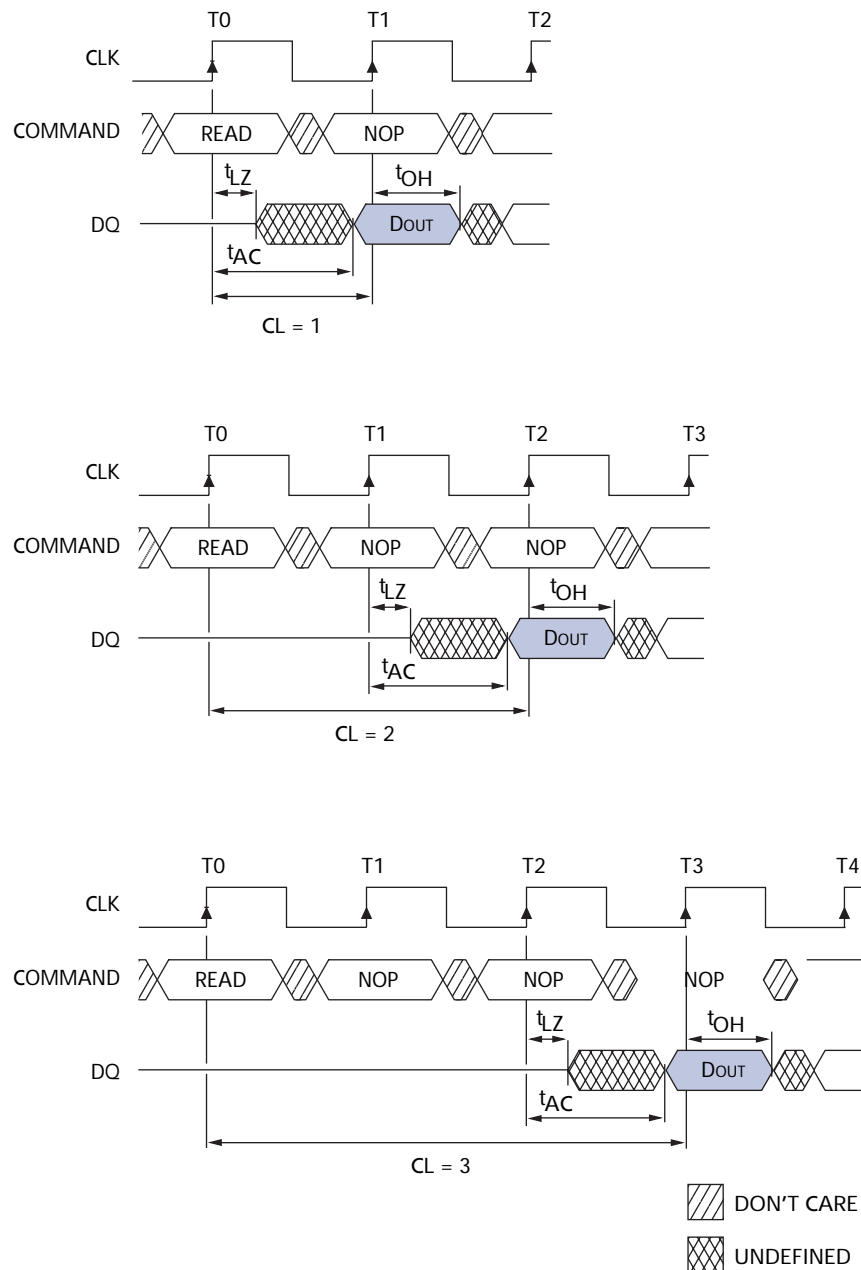 T0 T1 T2
CLK
COMMAND READ NOP
tLZ tOH
DQ DOUT
tAC
CL = 1
T0 T1 T2 T3
CLK
COMMAND READ NOP NOP
tLZ tOH
DQ DOUT
tAC
CL = 2
T0 T1 T2 T3 T4
CLK
COMMAND READ NOP NOP NOP
tLZ tOH
DQ DOUT
tAC
CL = 3
DON'T CARE
UNDEFINED